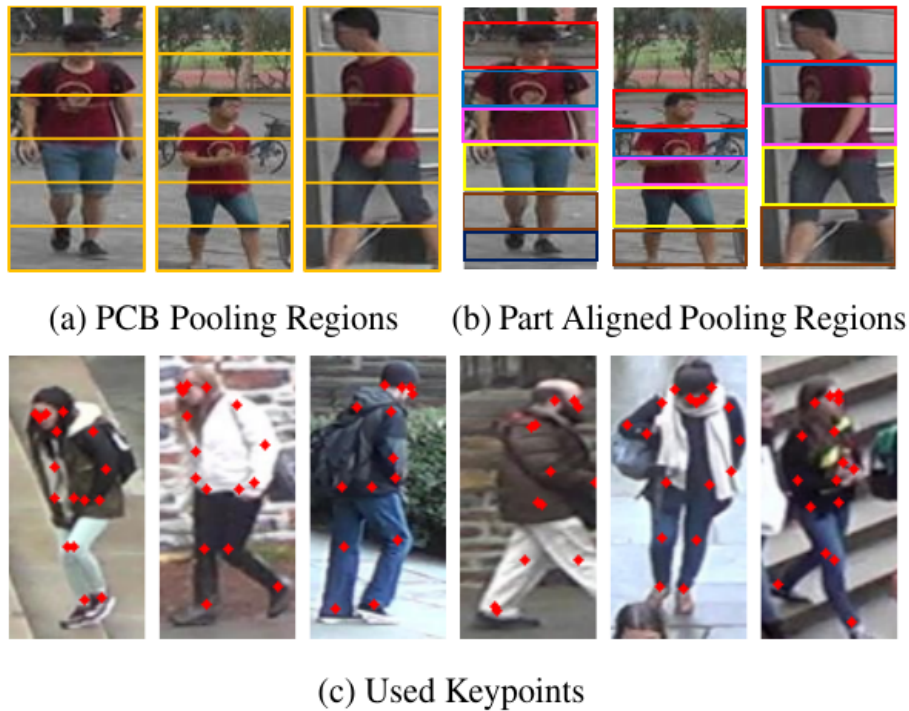 (a) PCB Pooling Regions
(b) Part Aligned Pooling Regions
(c) Used Keypoints